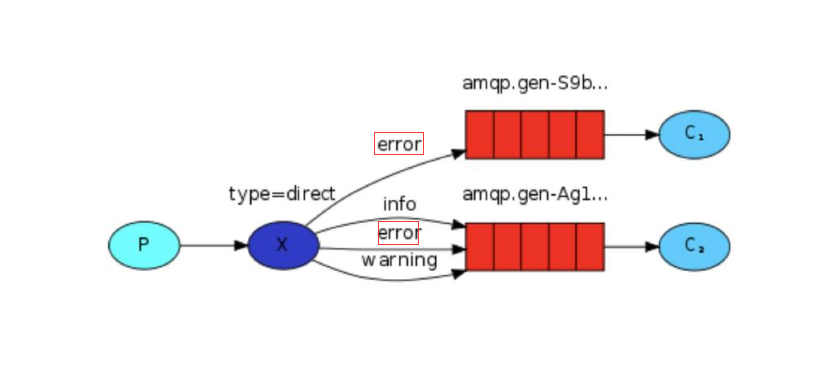 amqp.gen-S9b...
C₁
error
type=direct
amqp.gen-Ag1...
info
error
warning
P
X
C₂